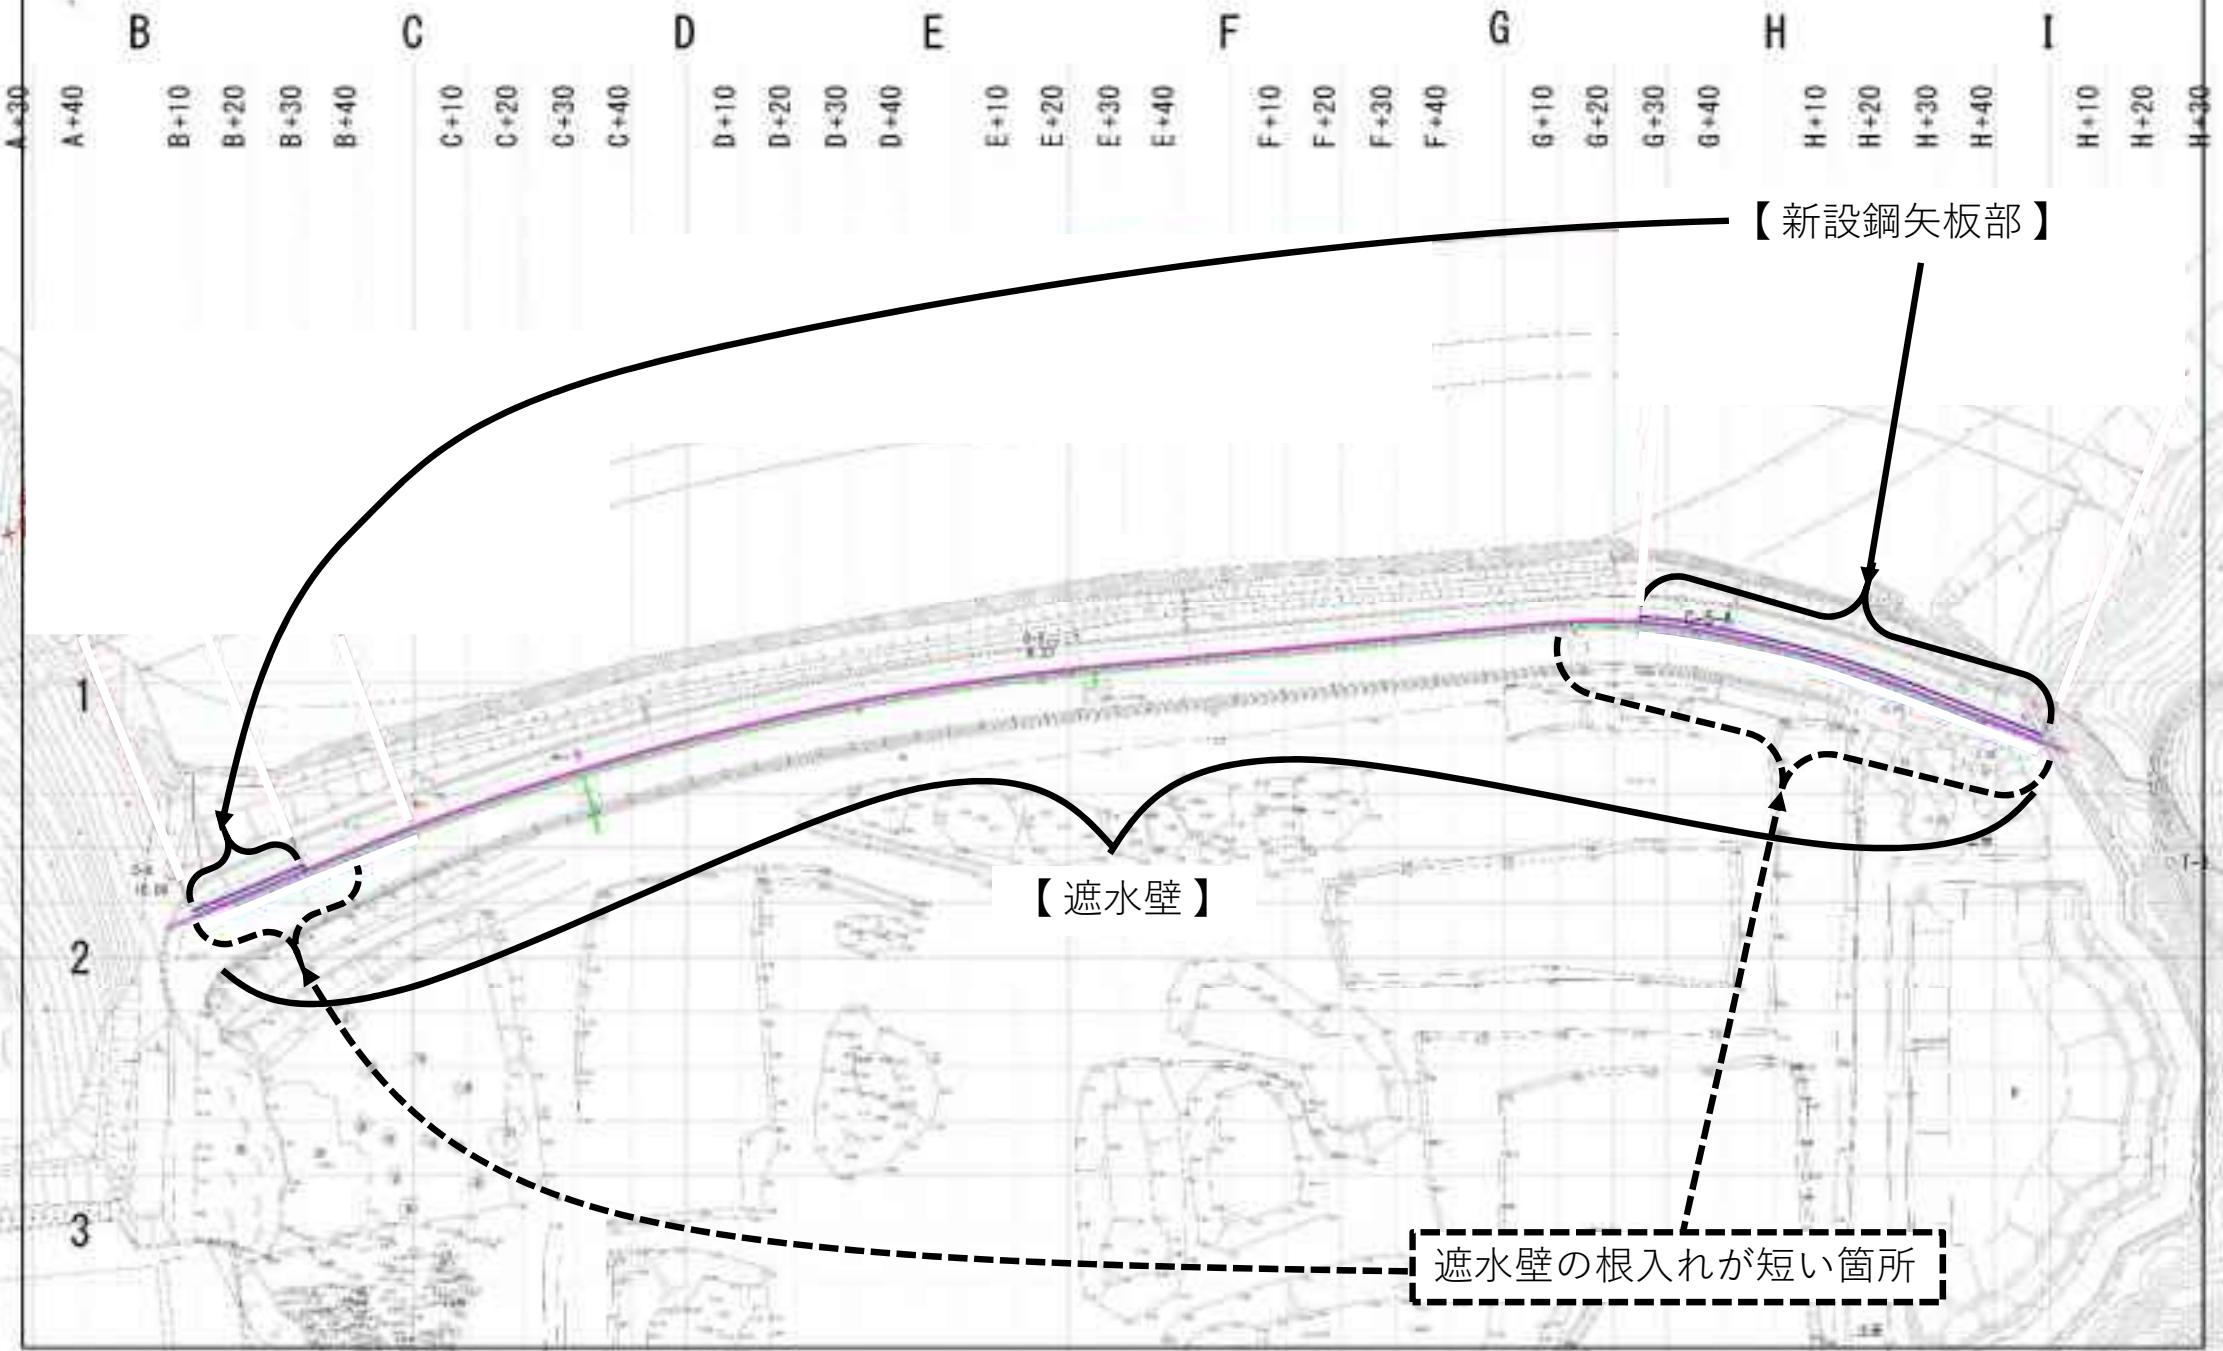 B C D E F G H I
A+30 A+40 B+10 B+20 B+30 B+40 C+10 C+20 C+30 C+40 D+10 D+20 D+30 D+40 E+10 E+20 E+30 E+40 F+10 F+20 F+30 F+40 G+10 G+20 G+30 G+40 H+10 H+20 H+30 H+40 H+10 H+20 H+30
【 新設鋼矢板部 】
C-5-A
1
【 遮水壁 】
2
3
遮水壁の根入れが短い箇所